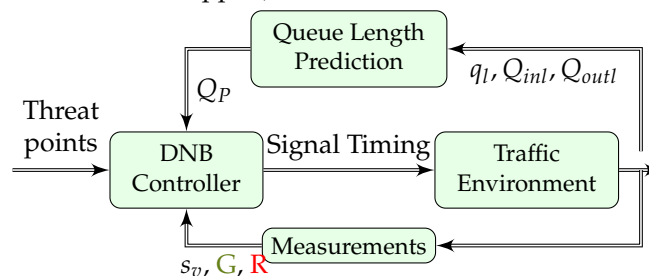 Queue Length
Prediction
q_l, Q_inl, Q_outl
Q_P
Threat
points
DNB
Controller
Signal Timing
Traffic
Environment
Measurements
s_v, G, R